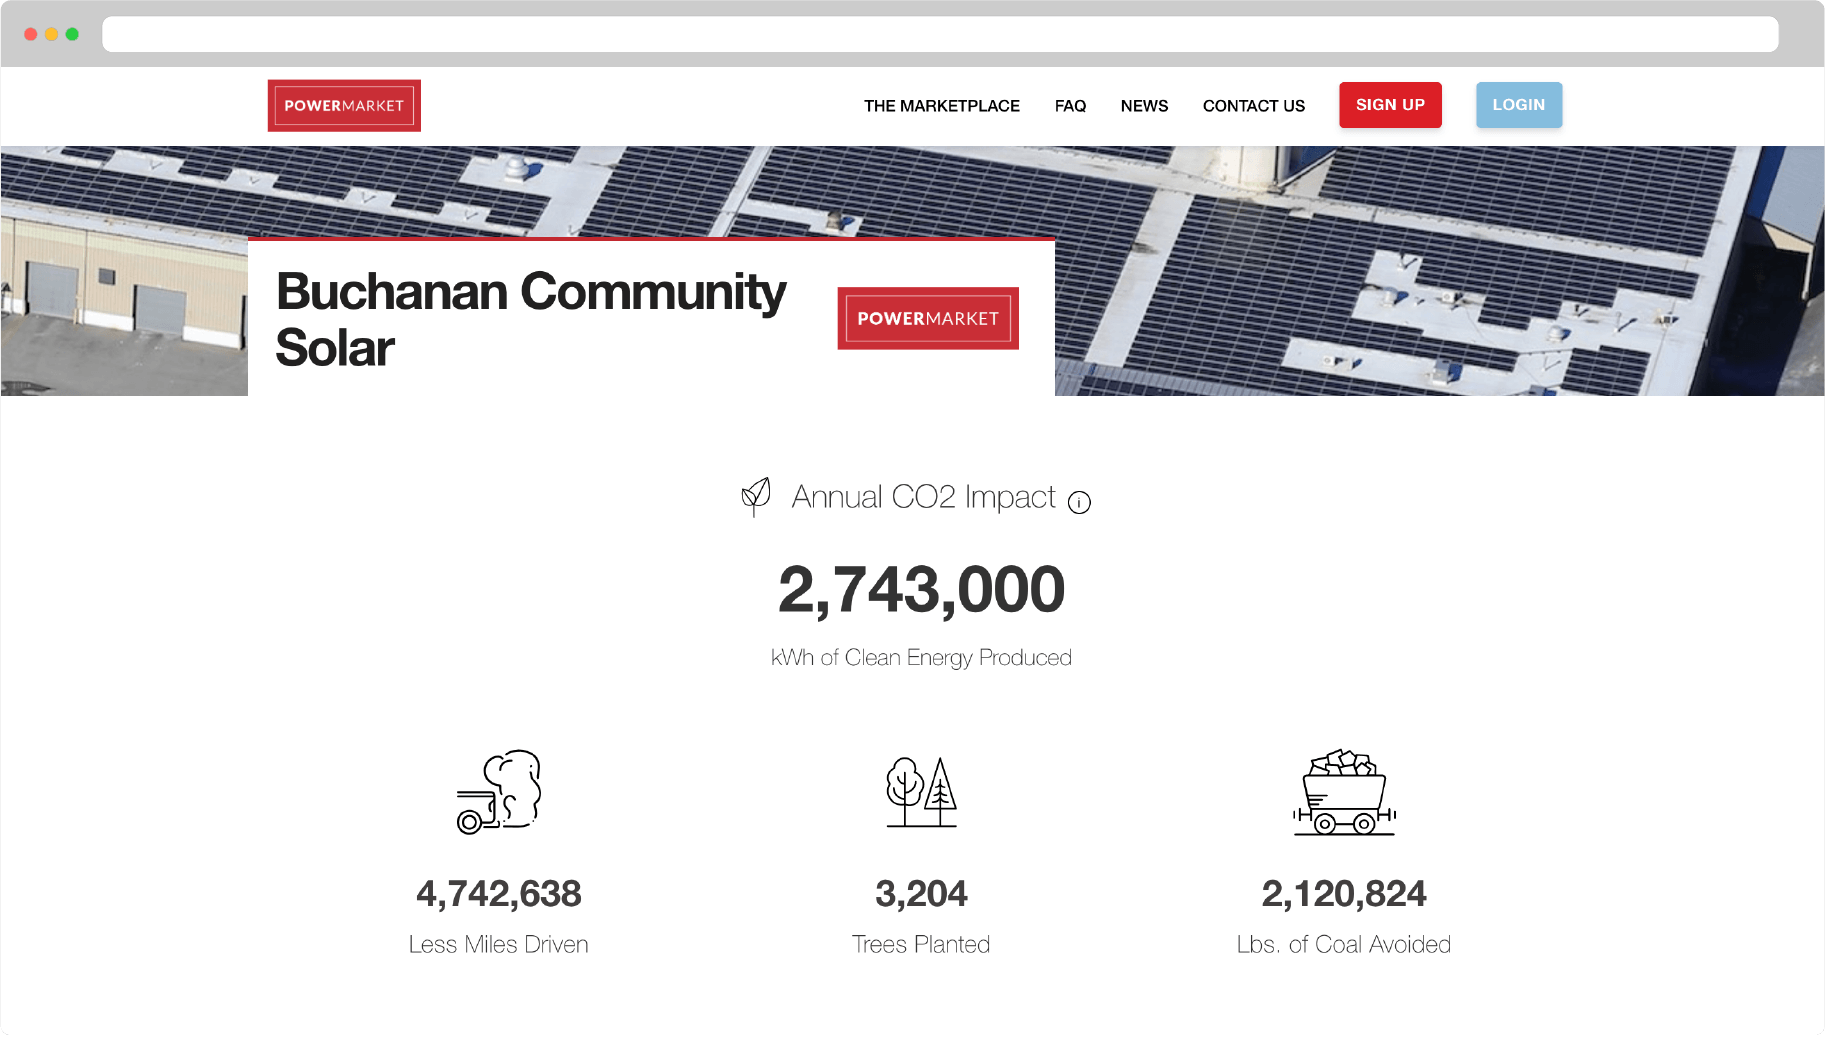 POWERMARKET
THE MARKETPLACE FAQ NEWS CONTACT US SIGN UP LOGIN
Buchanan Community
Solar
POWERMARKET
Annual CO2 Impact i
2,743,000
kWh of Clean Energy Produced
4,742,638 3,204 2,120,824
Less Miles Driven Trees Planted Lbs. of Coal Avoided